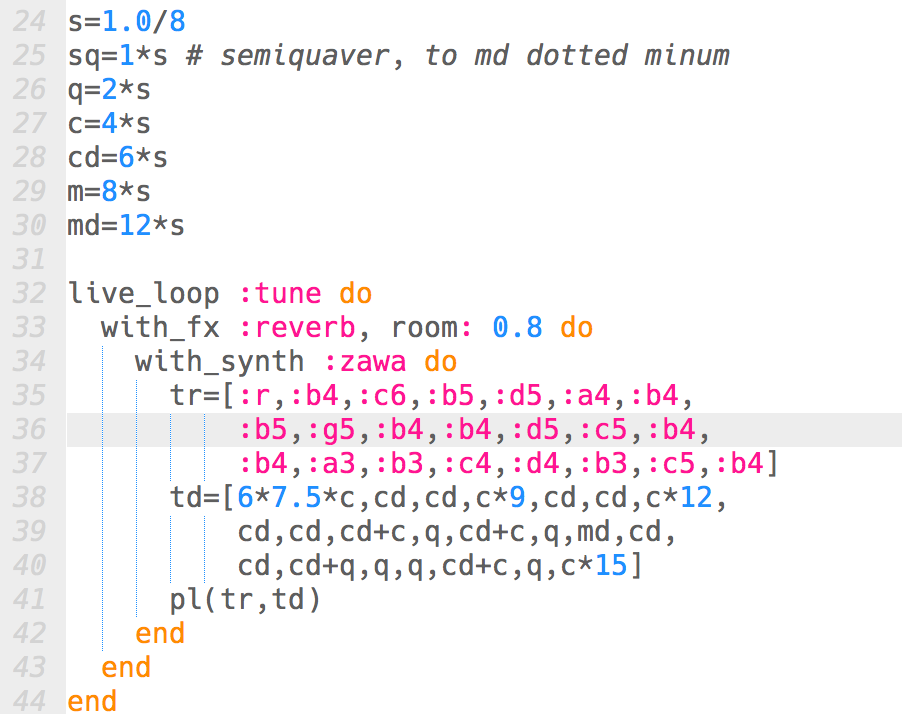 24 s=1.0/8
25 sq=1*s # semiquaver, to md dotted minum
26 q=2*s
27 c=4*s
28 cd=6*s
29 m=8*s
30 md=12*s
31
32 live_loop :tune do
33 with_fx :reverb, room: 0.8 do
34 with_synth :zawa do
35 tr=[:r,:b4,:c6,:b5,:d5,:a4,:b4,
36 :b5,:g5,:b4,:b4,:d5,:c5,:b4,
37 :b4,:a3,:b3,:c4,:d4,:b3,:c5,:b4]
38 td=[6*7.5*c,cd,cd,c*9,cd,cd,c*12,
39 cd,cd,cd+c,q,cd+c,q,md,cd,
40 cd,cd+q,q,q,cd+c,q,c*15]
41 pl(tr,td)
42 end
43 end
44 end